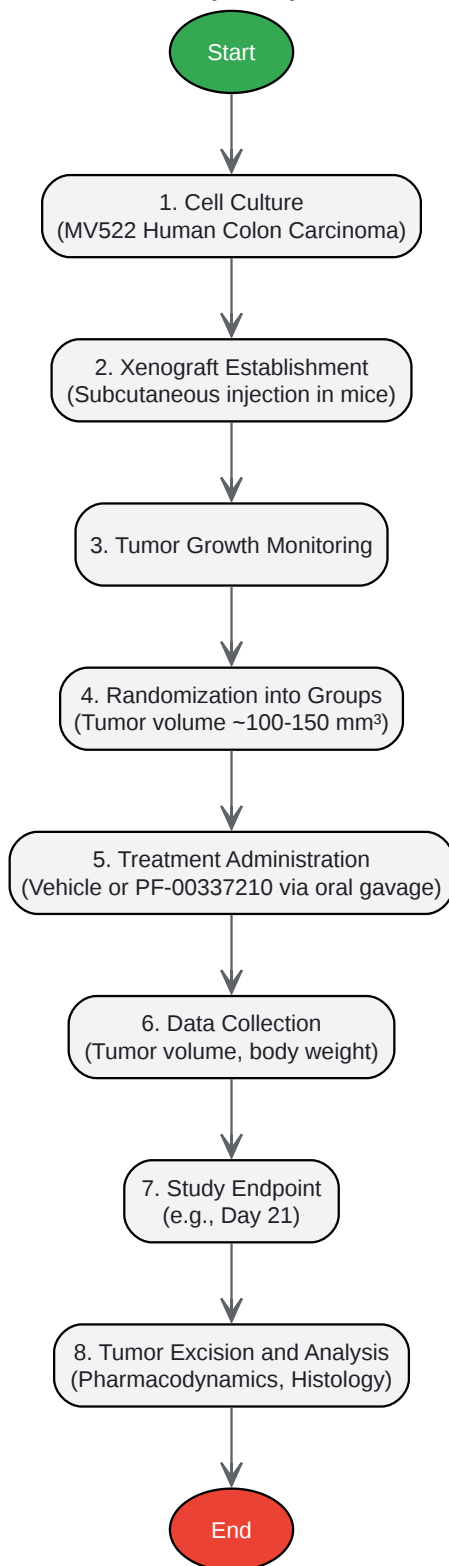 Start
1. Cell Culture
(MV522 Human Colon Carcinoma)
2. Xenograft Establishment
(Subcutaneous injection in mice)
3. Tumor Growth Monitoring
4. Randomization into Groups
(Tumor volume ~100-150 mm³)
5. Treatment Administration
(Vehicle or PF-00337210 via oral gavage)
6. Data Collection
(Tumor volume, body weight)
7. Study Endpoint
(e.g., Day 21)
8. Tumor Excision and Analysis
(Pharmacodynamics, Histology)
End